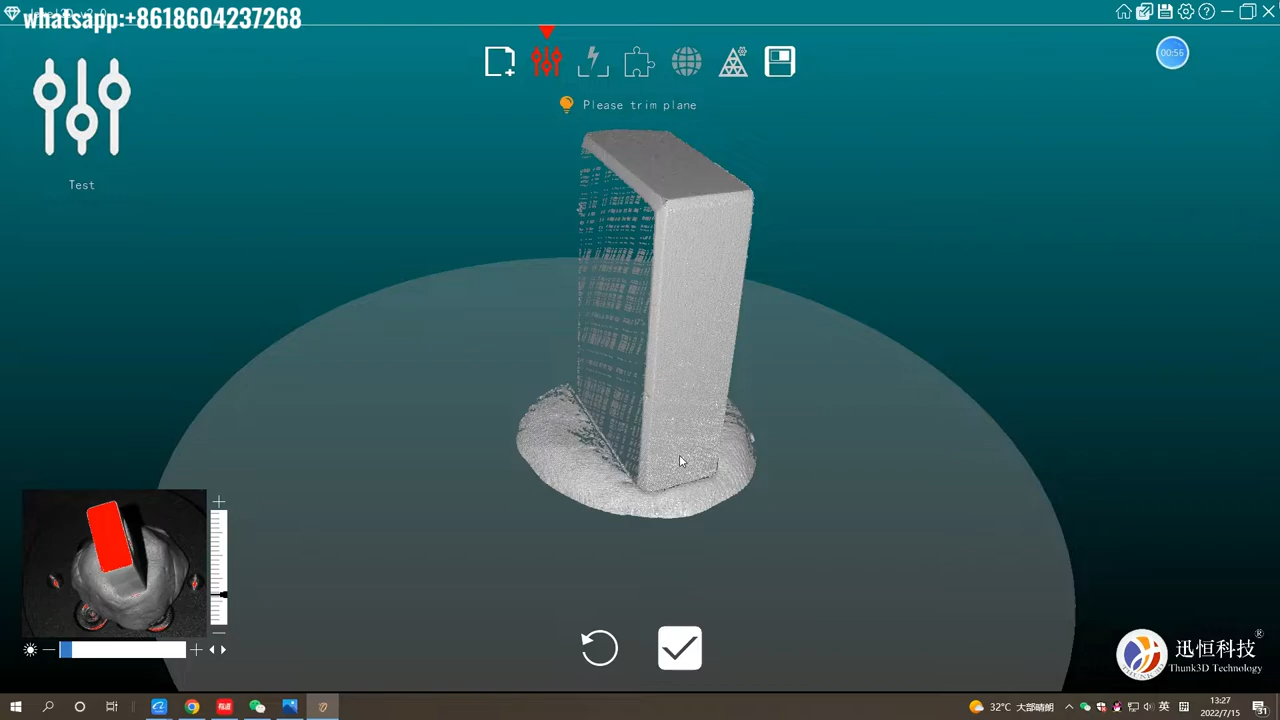 whatsapp:+8618604237268
00:56
Please trim plane
Test
迅恒科技®
Thunk3D Technology
32°C 大部晴朗
英
13:27
2022/7/15